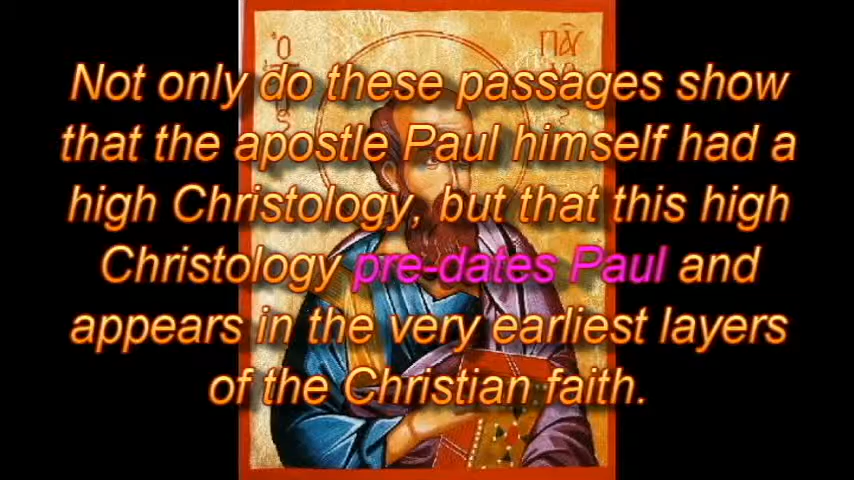 Not only do these passages show
that the apostle Paul himself had a
high Christology, but that this high
Christology pre-dates Paul and
appears in the very earliest layers
of the Christian faith.